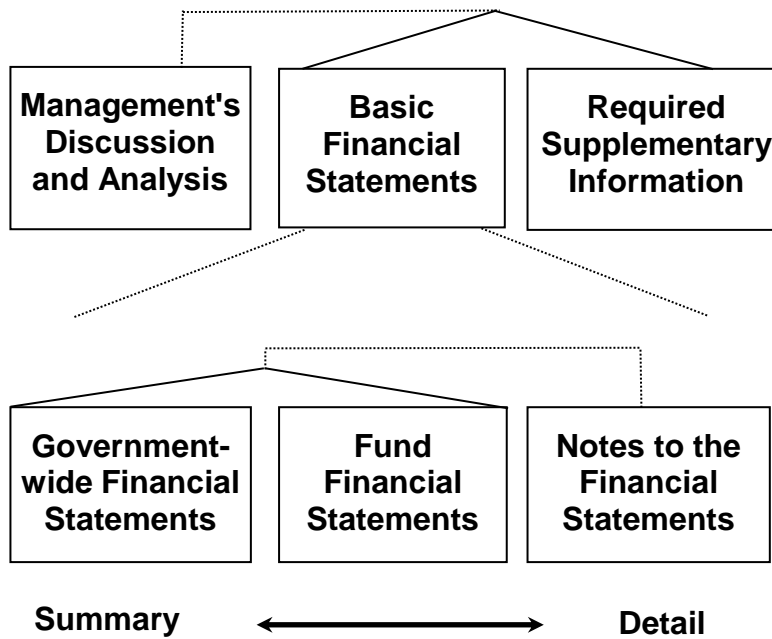 Management's
Discussion
and Analysis
Basic
Financial
Statements
Required
Supplementary
Information
Government-
wide Financial
Statements
Fund
Financial
Statements
Notes to the
Financial
Statements
Summary
Detail